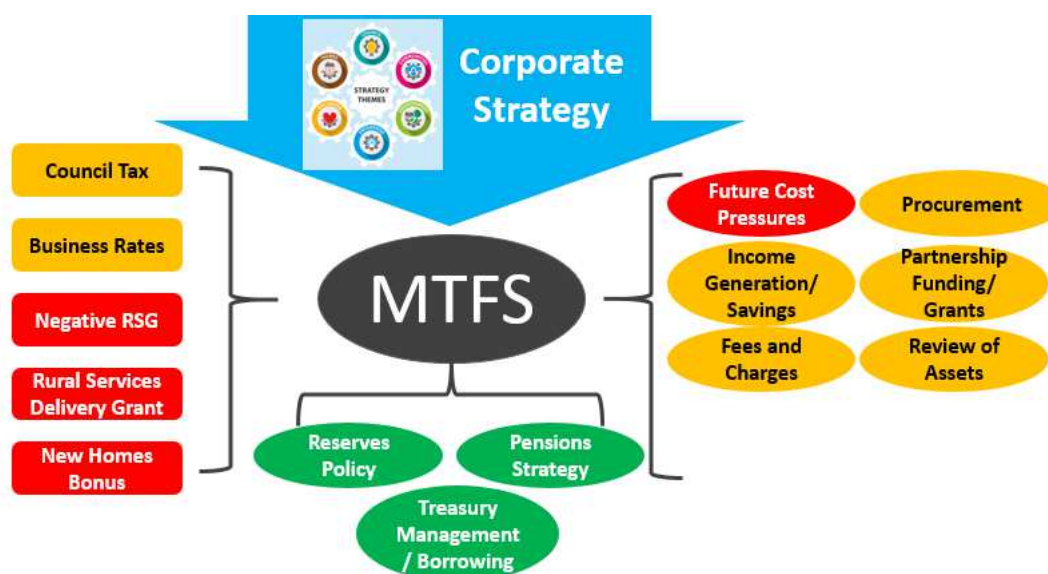 Corporate
Strategy
STRATEGY
THEMES
Council Tax
Business Rates
Negative RSG
Rural Services
Delivery Grant
New Homes
Bonus
MTFS
Future Cost
Pressures
Procurement
Income
Generation/
Savings
Partnership
Funding/
Grants
Fees and
Charges
Review of
Assets
Reserves
Policy
Pensions
Strategy
Treasury
Management
/ Borrowing